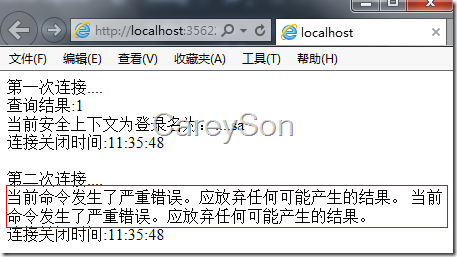 http://localhost:3562
localhost
文件(F) 编辑(E) 查看(V) 收藏夹(A) 工具(T) 帮助(H)
第一次连接....
查询结果:1
当前安全上下文为登录名为：....sa
CareySon
连接关闭时间:11:35:48
第二次连接....
当前命令发生了严重错误。应放弃任何可能产生的结果。 当前
命令发生了严重错误。应放弃任何可能产生的结果。
连接关闭时间:11:35:48